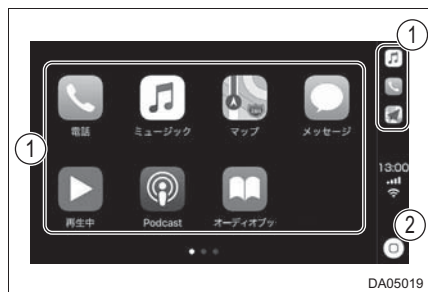 1
1
電話
ミュージック
マップ
メッセージ
13:00
再生中
Podcast
オーディオブッ
2
DA05019